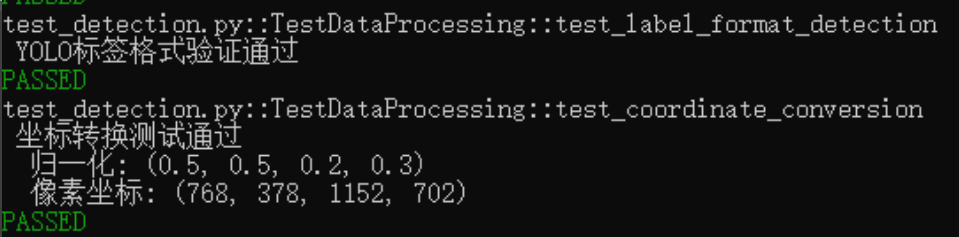 PASSED
test_detection.py::TestDataProcessing::test_label_format_detection
YOLO标签格式验证通过
PASSED
test_detection.py::TestDataProcessing::test_coordinate_conversion
坐标转换测试通过
归一化: (0.5, 0.5, 0.2, 0.3)
像素坐标: (768, 378, 1152, 702)
PASSED